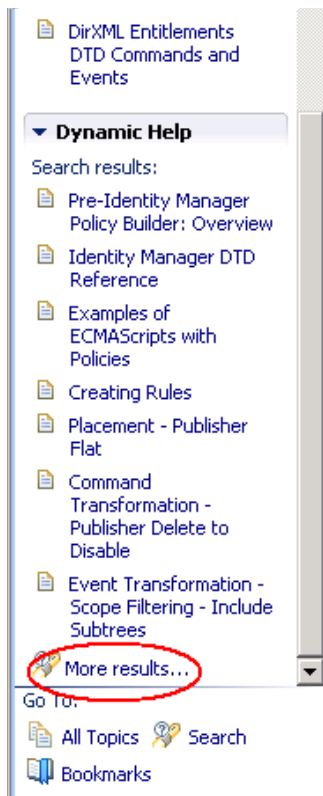 DirXML Entitlements
DTD Commands and
Events
Dynamic Help
Search results:
Pre-Identity Manager
Policy Builder: Overview
Identity Manager DTD
Reference
Examples of
ECMAScripts with
Policies
Creating Rules
Placement - Publisher
Flat
Command
Transformation -
Publisher Delete to
Disable
Event Transformation -
Scope Filtering - Include
Subtrees
More results...
Go To:
All Topics Search
Bookmarks